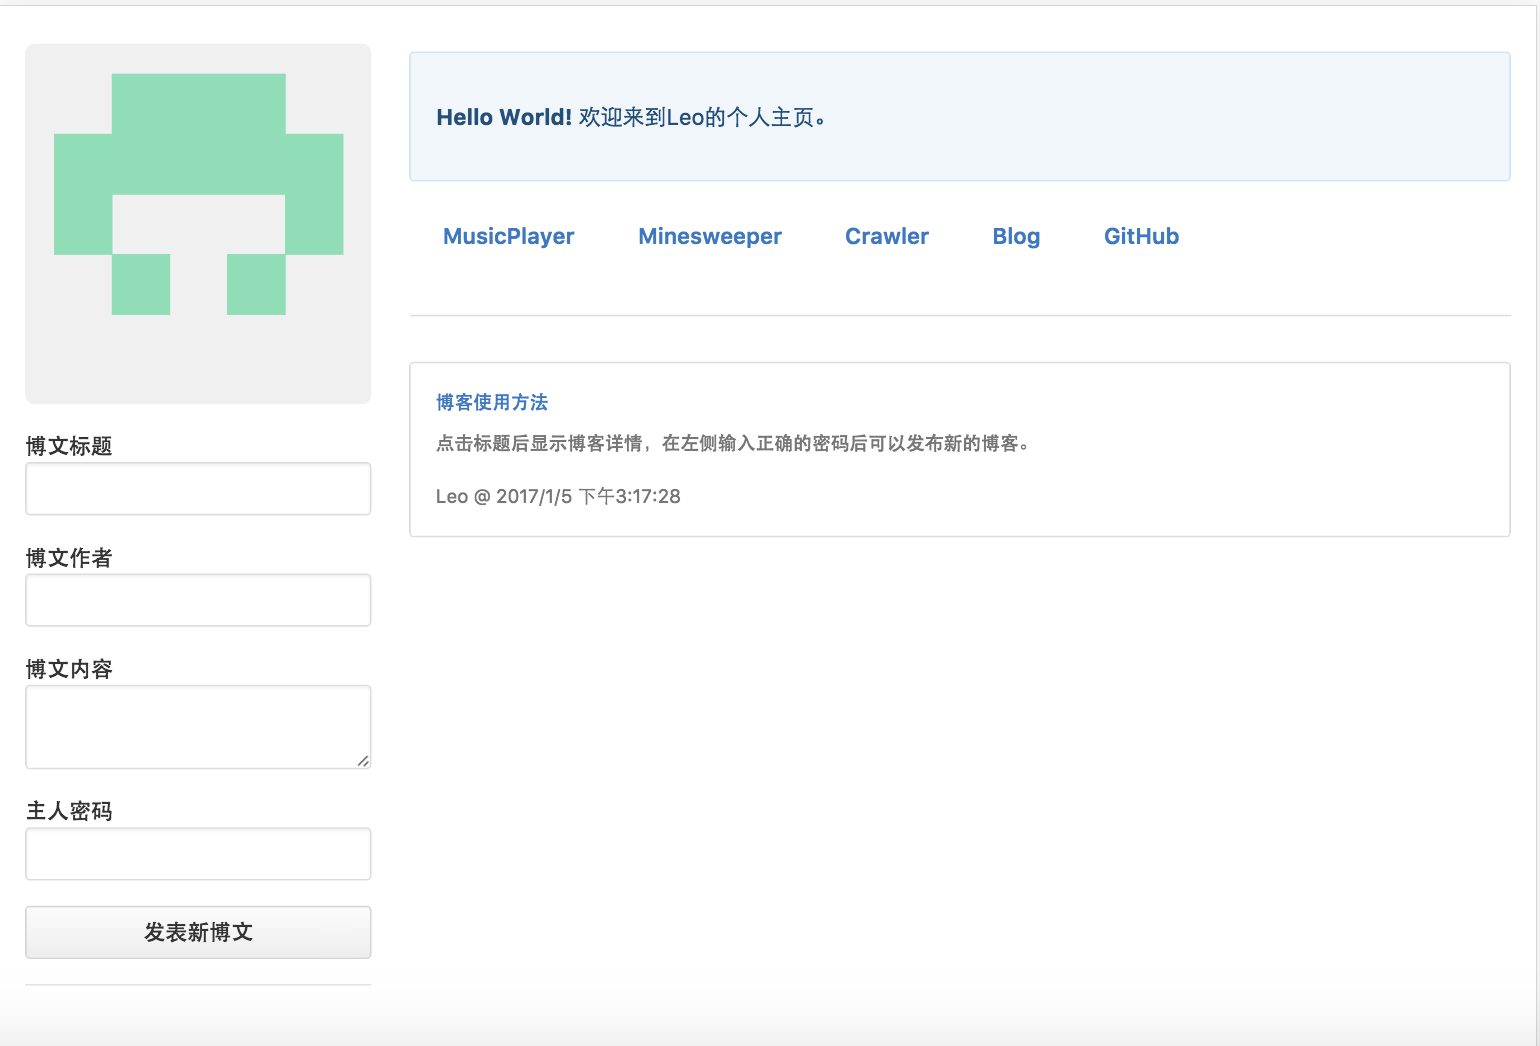 Hello World! 欢迎来到Leo的个人主页。
MusicPlayer Minesweeper Crawler Blog GitHub
博客使用方法
点击标题后显示博客详情，在左侧输入正确的密码后可以发布新的博客。
Leo @ 2017/1/5 下午3:17:28
博文标题
博文作者
博文内容
主人密码
发表新博文